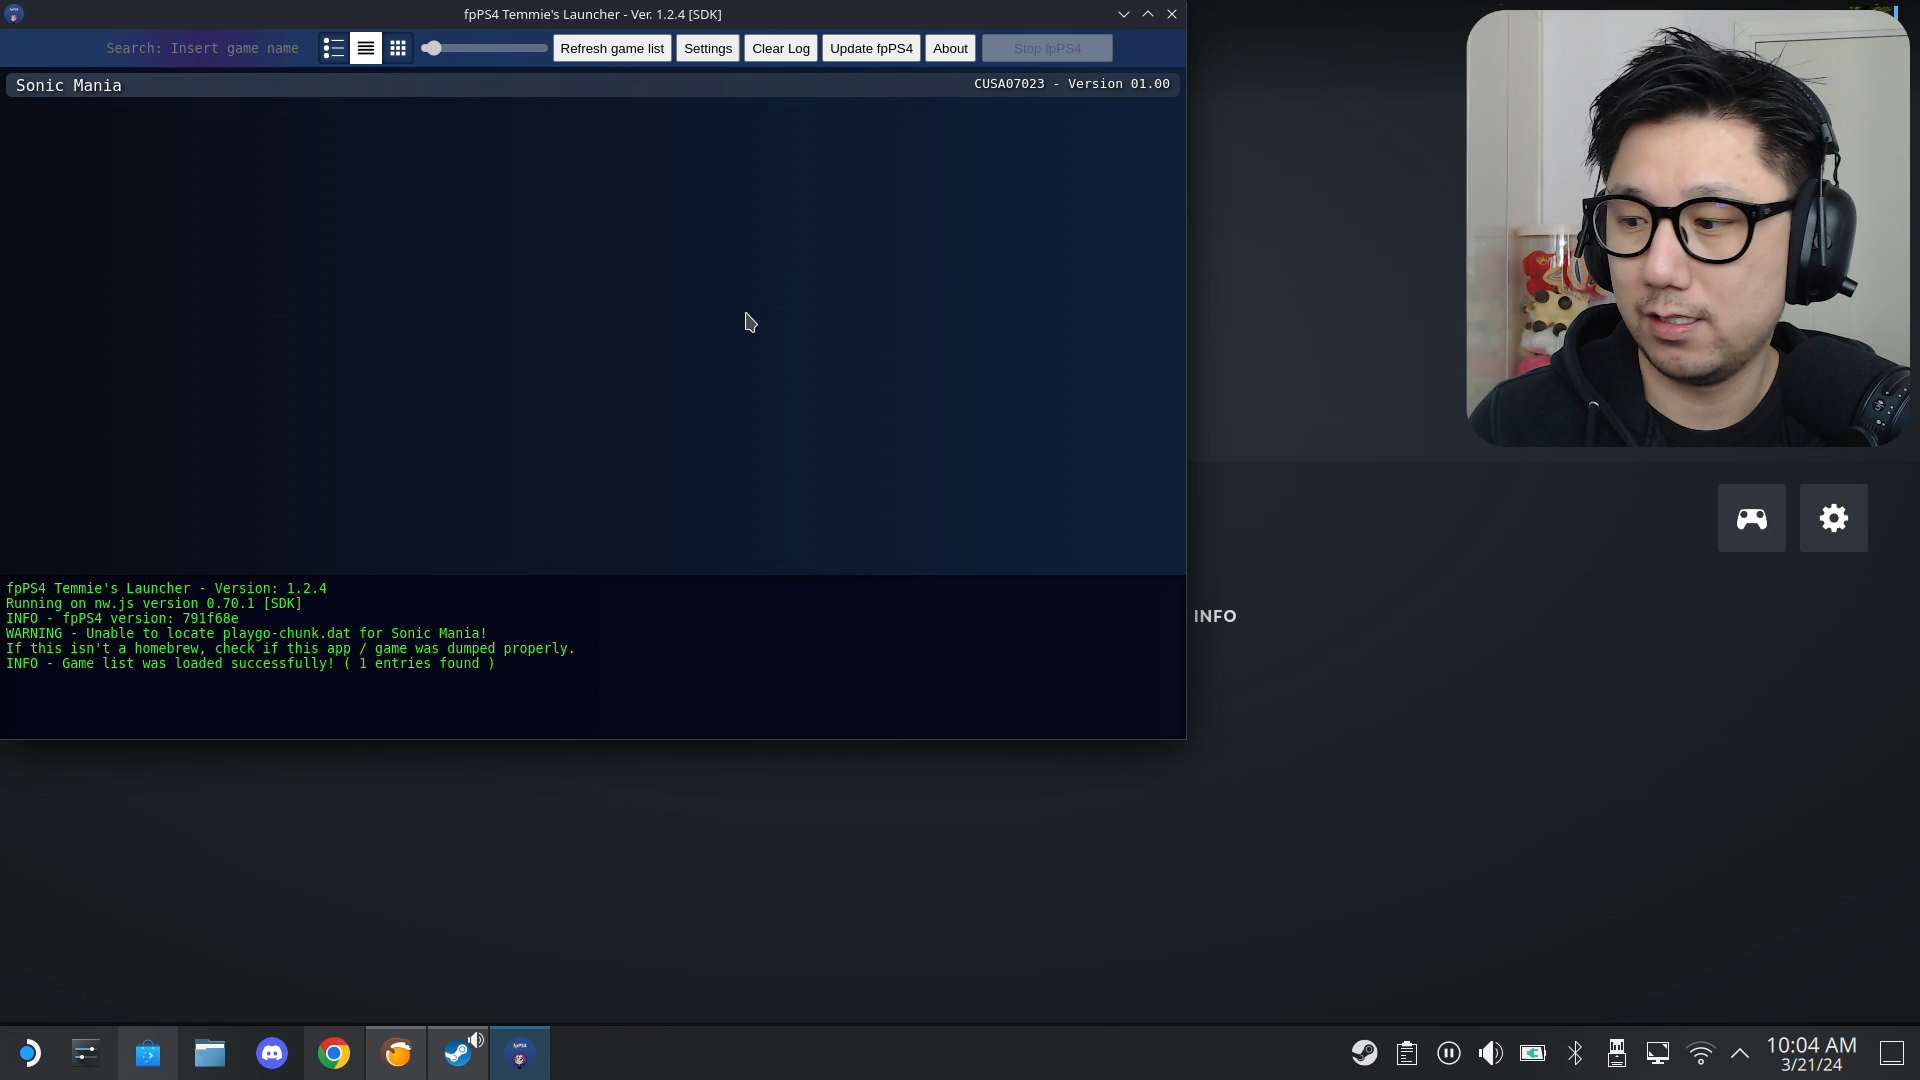 fpPS4 Temmie's Launcher - Ver. 1.2.4 [SDK]
Search: Insert game name
Refresh game list
Settings
Clear Log
Update fpPS4
About
Stop fpPS4
Sonic Mania
CUSA07023 - Version 01.00
fpPS4 Temmie's Launcher - Version: 1.2.4
Running on nw.js version 0.70.1 [SDK]
INFO - fpPS4 version: 791f68e
WARNING - Unable to locate playgo-chunk.dat for Sonic Mania!
If this isn't a homebrew, check if this app / game was dumped properly.
INFO - Game list was loaded successfully! ( 1 entries found )
INFO
10:04 AM
3/21/24